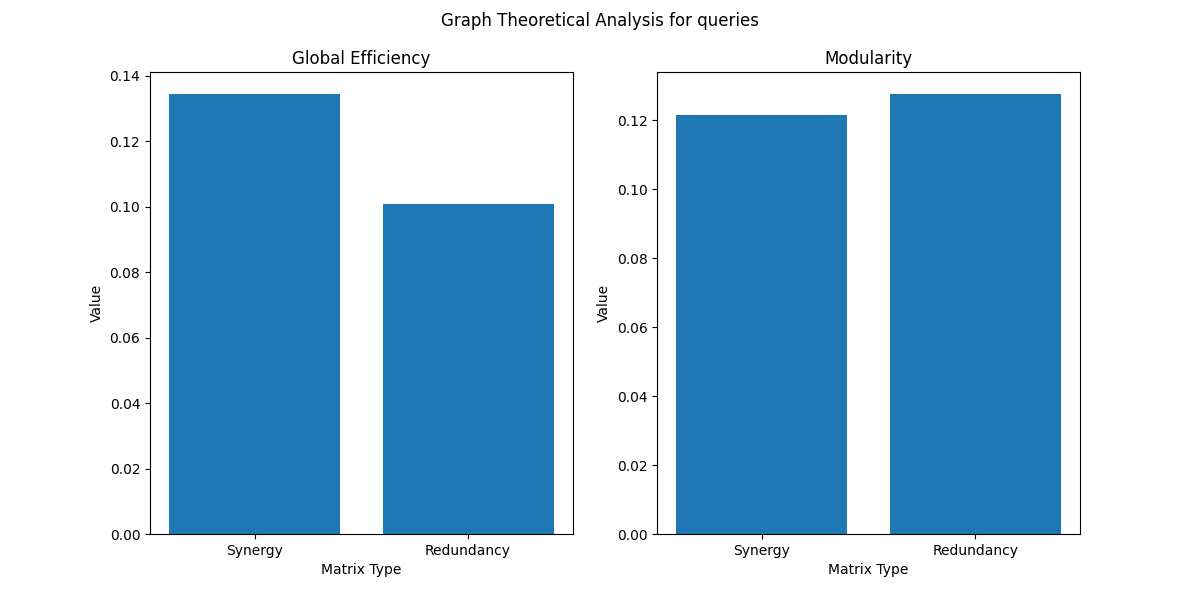 Graph Theoretical Analysis for queries
Global Efficiency
0.14
0.12
0.10
0.08
0.06
0.04
0.02
0.00
Value
Synergy
Redundancy
Matrix Type
Modularity
0.12
0.10
0.08
0.06
0.04
0.02
0.00
Value
Synergy
Redundancy
Matrix Type